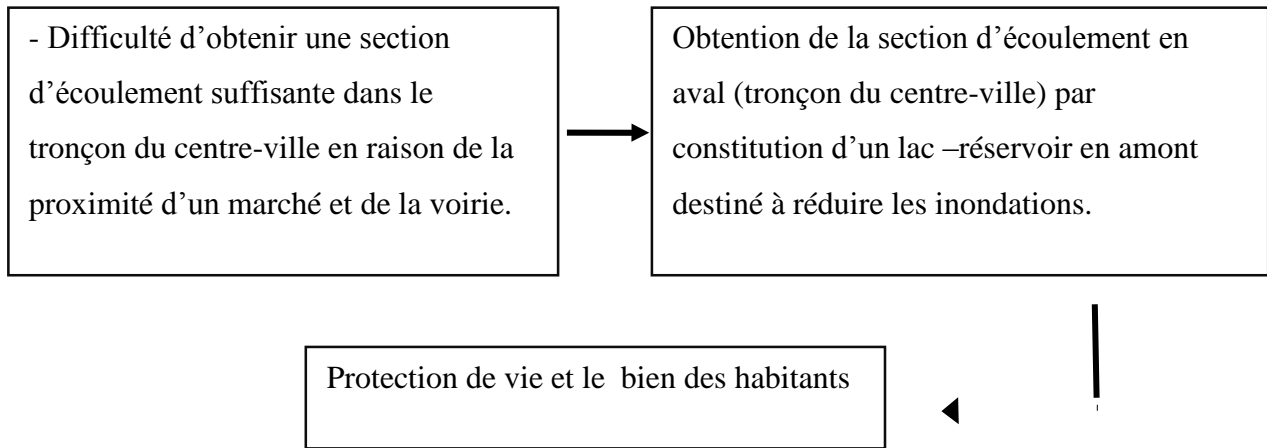 - Difficulté d’obtenir une section
d’écoulement suffisante dans le
tronçon du centre-ville en raison de la
proximité d’un marché et de la voirie.
Obtention de la section d’écoulement en
aval (tronçon du centre-ville) par
constitution d’un lac –réservoir en amont
destiné à réduire les inondations.
Protection de vie et le bien des habitants